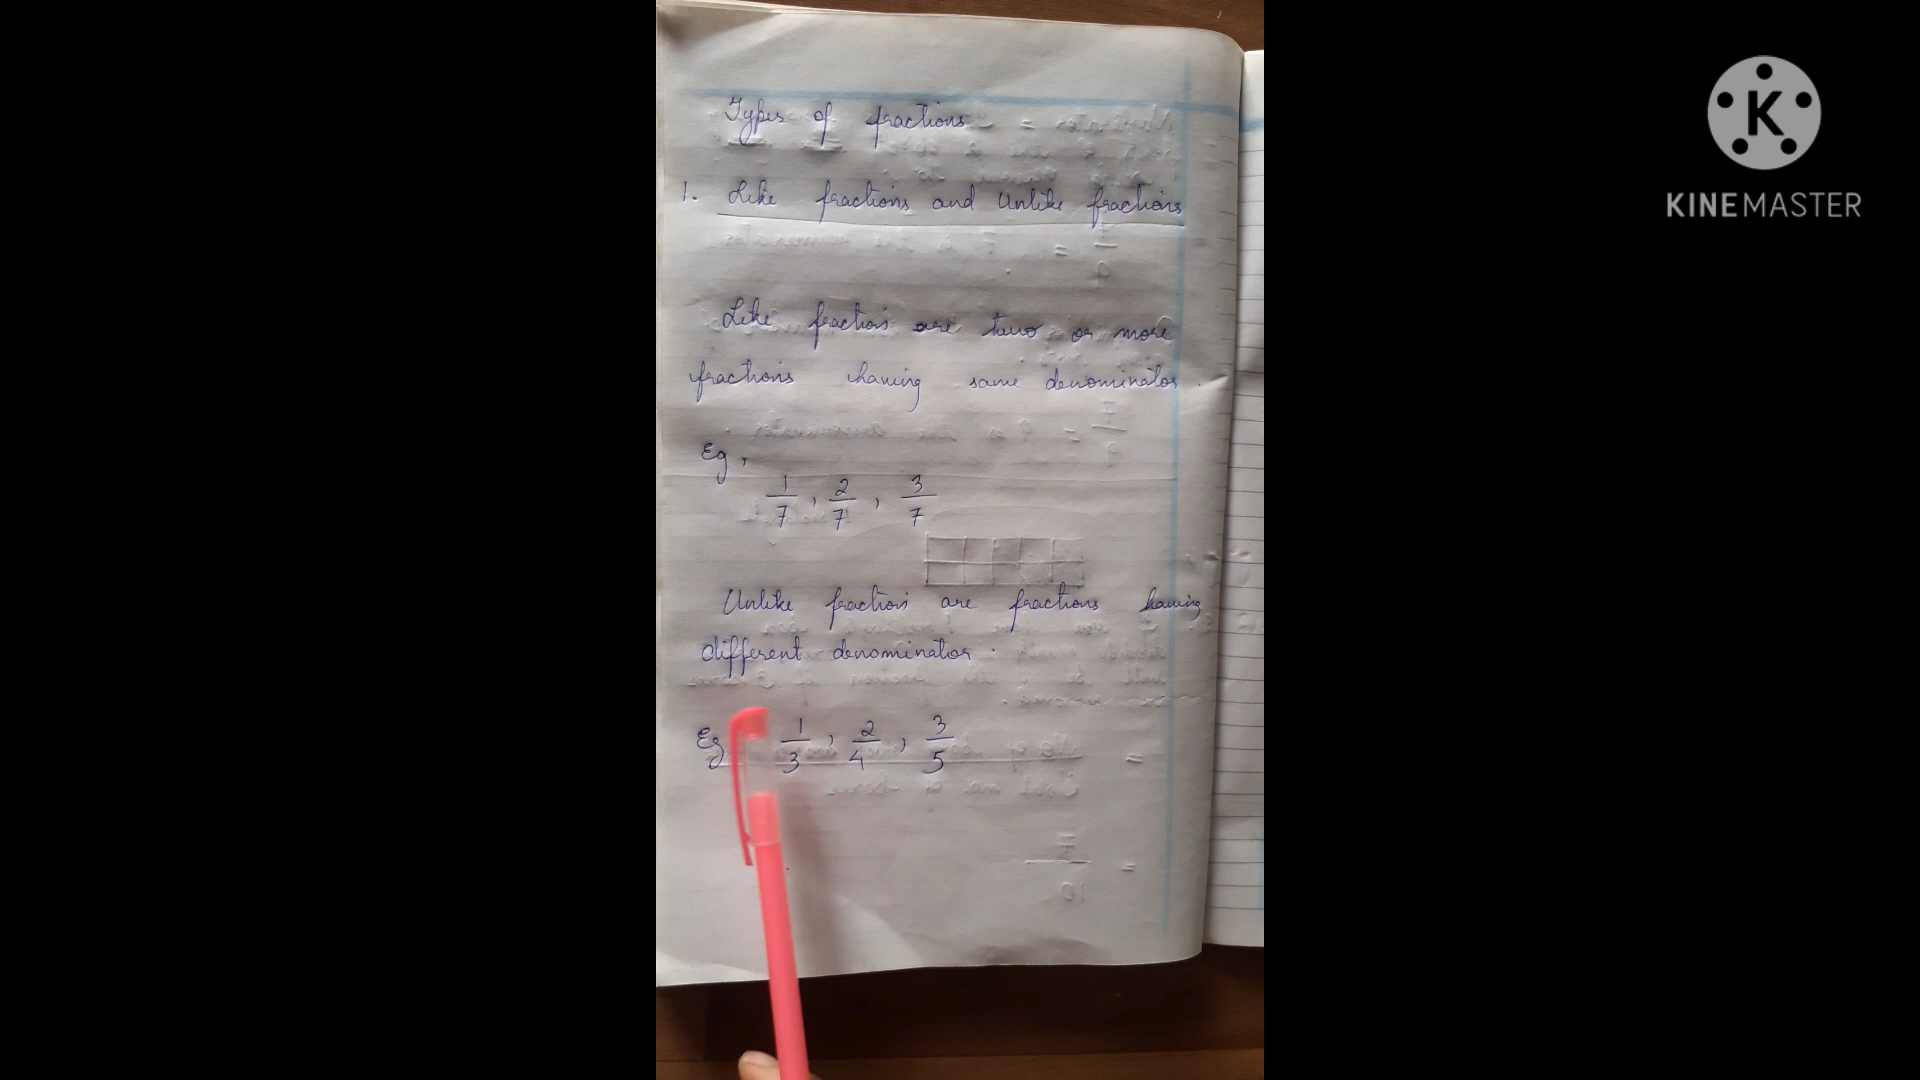 Types of fractions
1. Like fractions and Unlike fractions
Like fraction are two or more
fractions having same denominator.
Eg,
1/7, 2/7, 3/7
Unlike fraction are fractions having
different denominator.
Eg 1/3, 2/4, 3/5
K
KINEMASTER